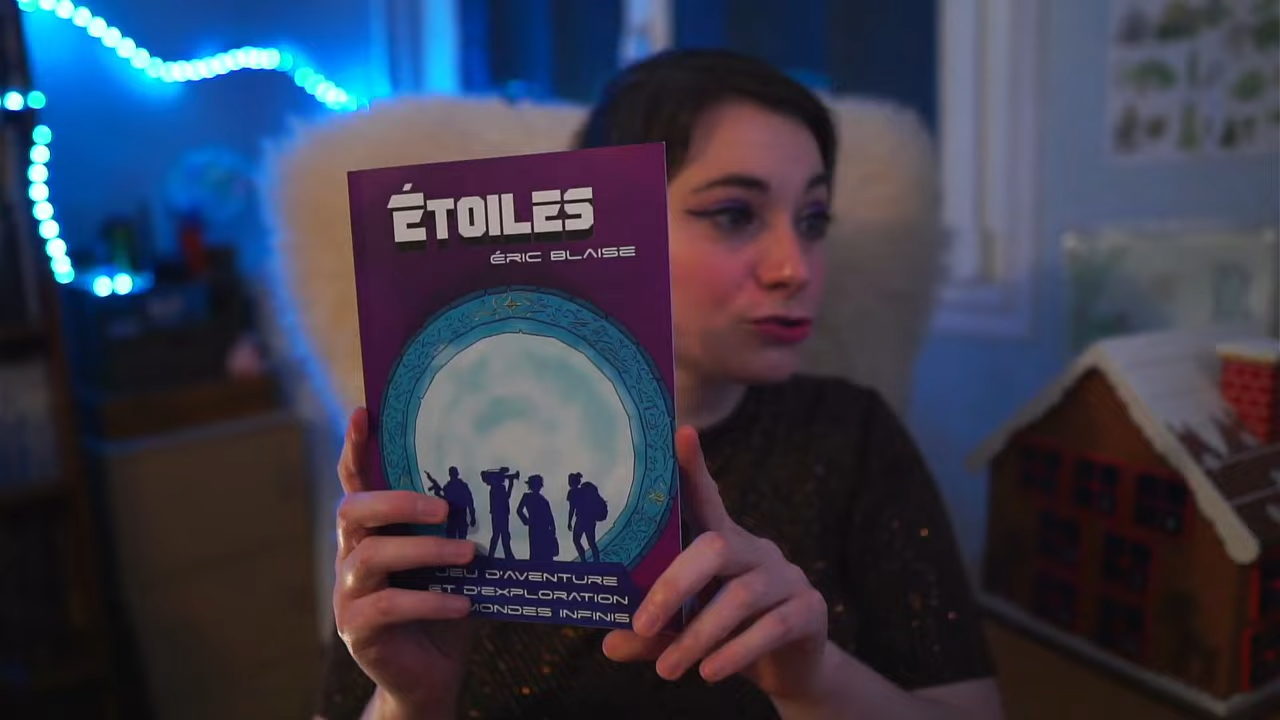 ÉTOILES
ÉRIC BLAISE
JEU D'AVENTURE
ET D'EXPLORATION
MONDES INFINIS